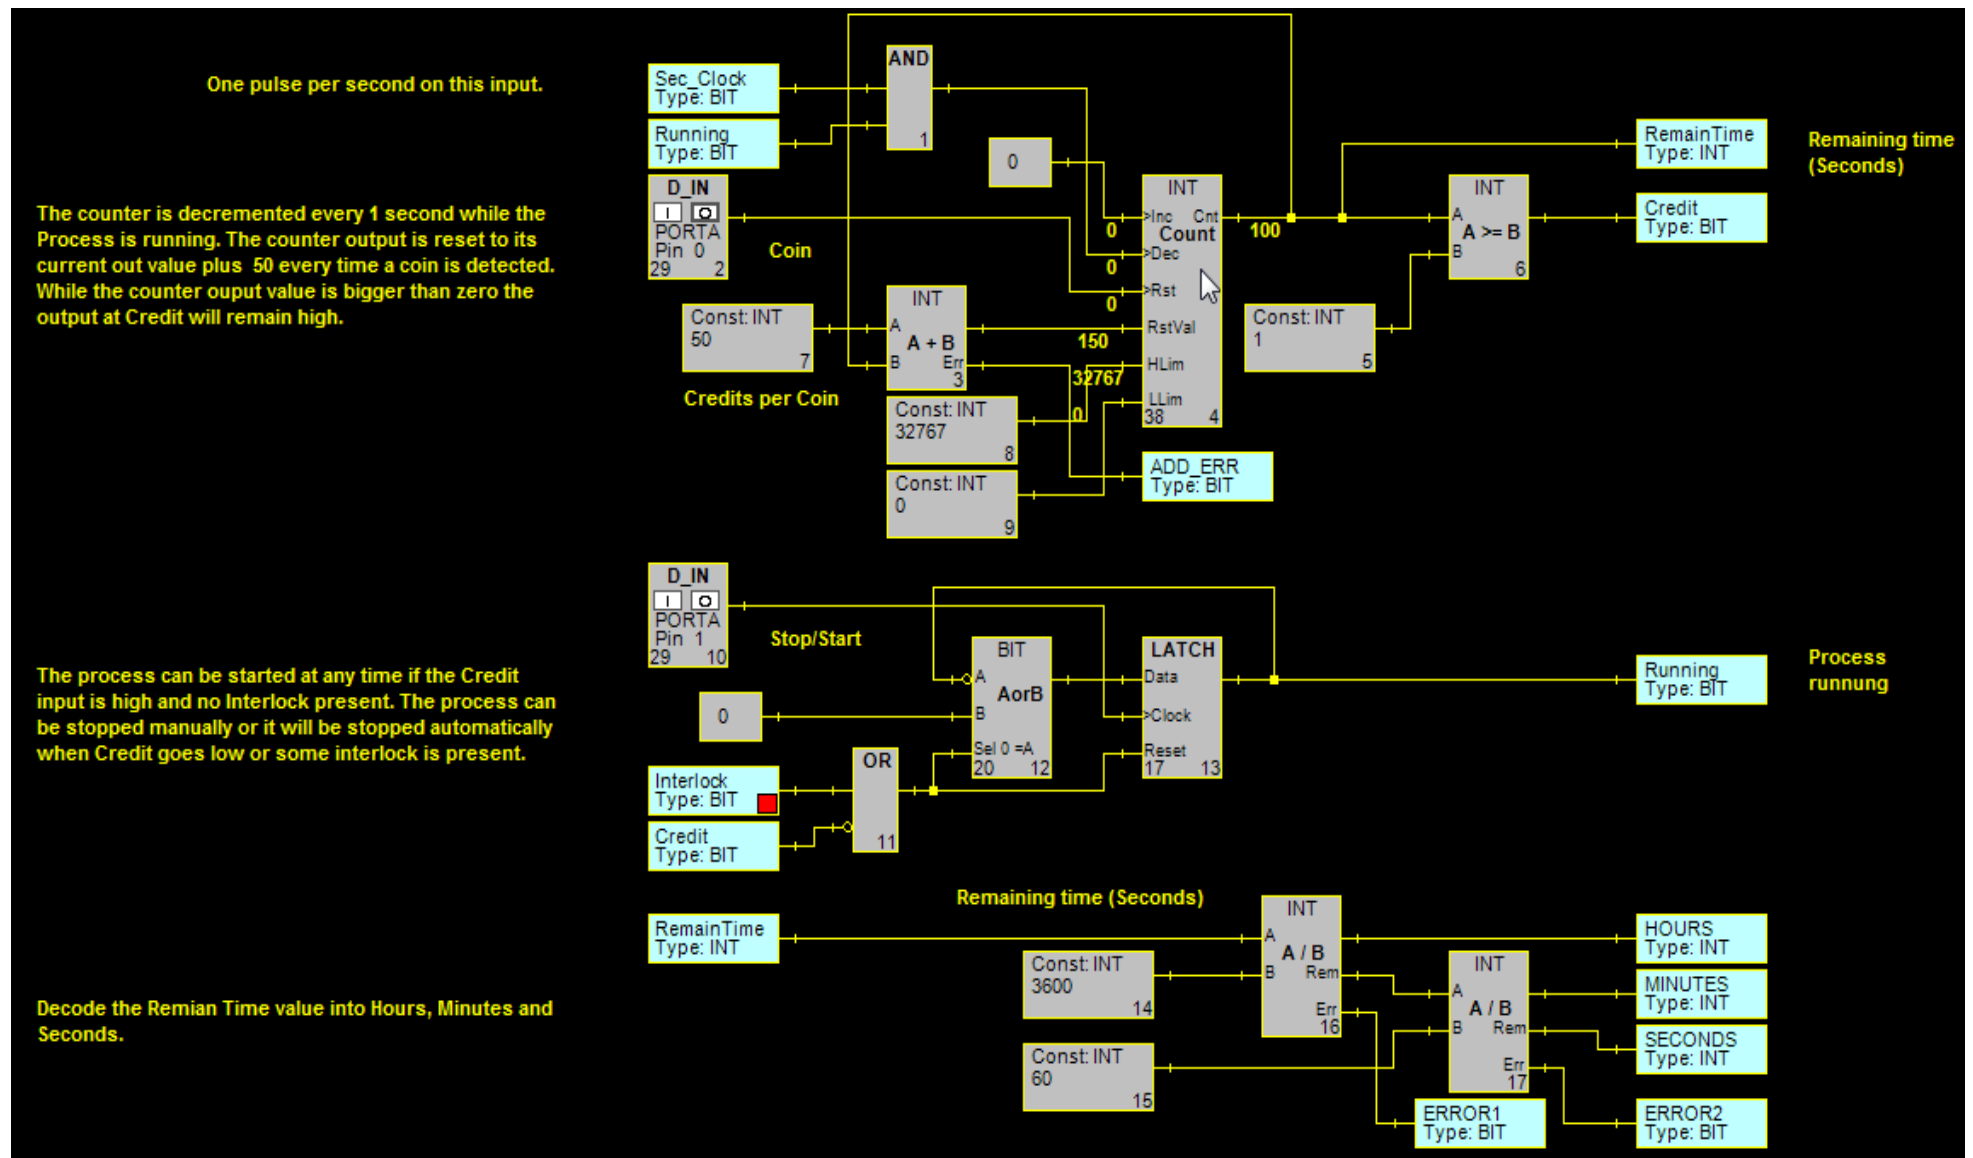 One pulse per second on this input.
Sec_Clock
Type: BIT
Running
Type: BIT
AND
1
D_IN
I O
PORTA
Pin 0
29 2
Coin
The counter is decremented every 1 second while the
Process is running. The counter output is reset to its
current out value plus 50 every time a coin is detected.
While the counter ouput value is bigger than zero the
output at Credit will remain high.
0
Const: INT
50
7
Credits per Coin
INT
A
A + B
B Err
3
Const: INT
32767
8
Const: INT
0
9
INT
>Inc Cnt
Count
>Dec
>Rst
RstVal
HLim
LLim
38 4
0
0
0
150
32767
0
100
ADD_ERR
Type: BIT
Const: INT
1
5
INT
A
A >= B
B
6
RemainTime
Type: INT
Remaining time
(Seconds)
Credit
Type: BIT
D_IN
I O
PORTA
Pin 1
29 10
Stop/Start
The process can be started at any time if the Credit
input is high and no Interlock present. The process can
be stopped manually or it will be stopped automatically
when Credit goes low or some interlock is present.
0
Interlock
Type: BIT
Credit
Type: BIT
OR
11
BIT
A
AorB
B
Sel 0 =A
20 12
LATCH
Data
>Clock
Reset
17 13
Running
Type: BIT
Process
runnung
Remaining time (Seconds)
RemainTime
Type: INT
Decode the Remian Time value into Hours, Minutes and
Seconds.
Const: INT
3600
14
Const: INT
60
15
INT
A
A / B
B Rem
Err
16
INT
A
A / B
B Rem
Err
17
HOURS
Type: INT
MINUTES
Type: INT
SECONDS
Type: INT
ERROR1
Type: BIT
ERROR2
Type: BIT